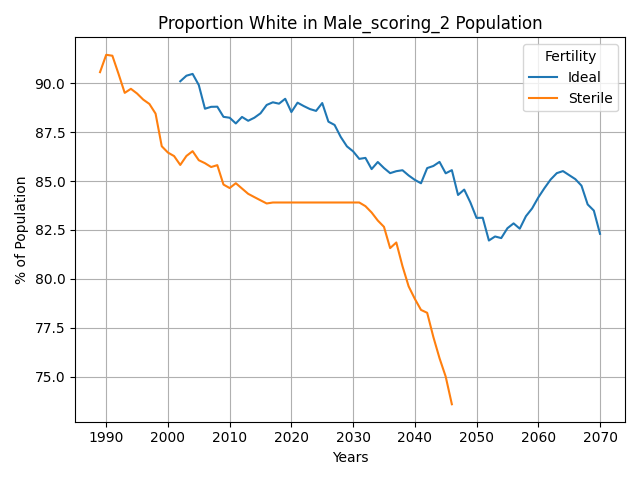 Proportion White in Male_scoring_2 Population
Fertility
Ideal
Sterile
% of Population
90.0
87.5
85.0
82.5
80.0
77.5
75.0
1990 2000 2010 2020 2030 2040 2050 2060 2070
Years